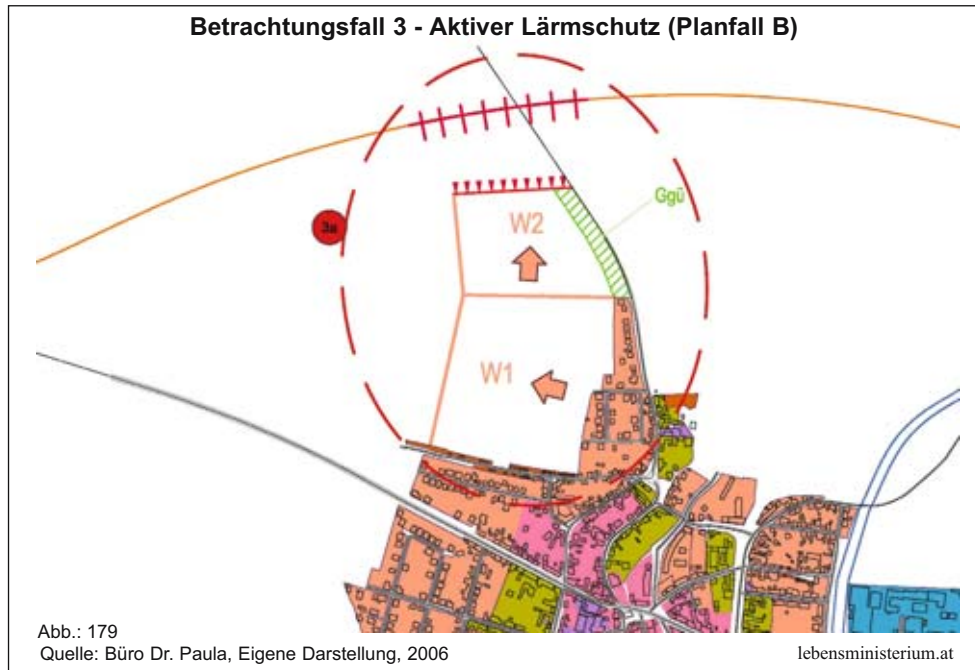 Betrachtungsfall 3 - Aktiver Lärmschutz (Planfall B)
Ggü
W2
3a
W1
Abb.: 179
Quelle: Büro Dr. Paula, Eigene Darstellung, 2006
lebensministerium.at